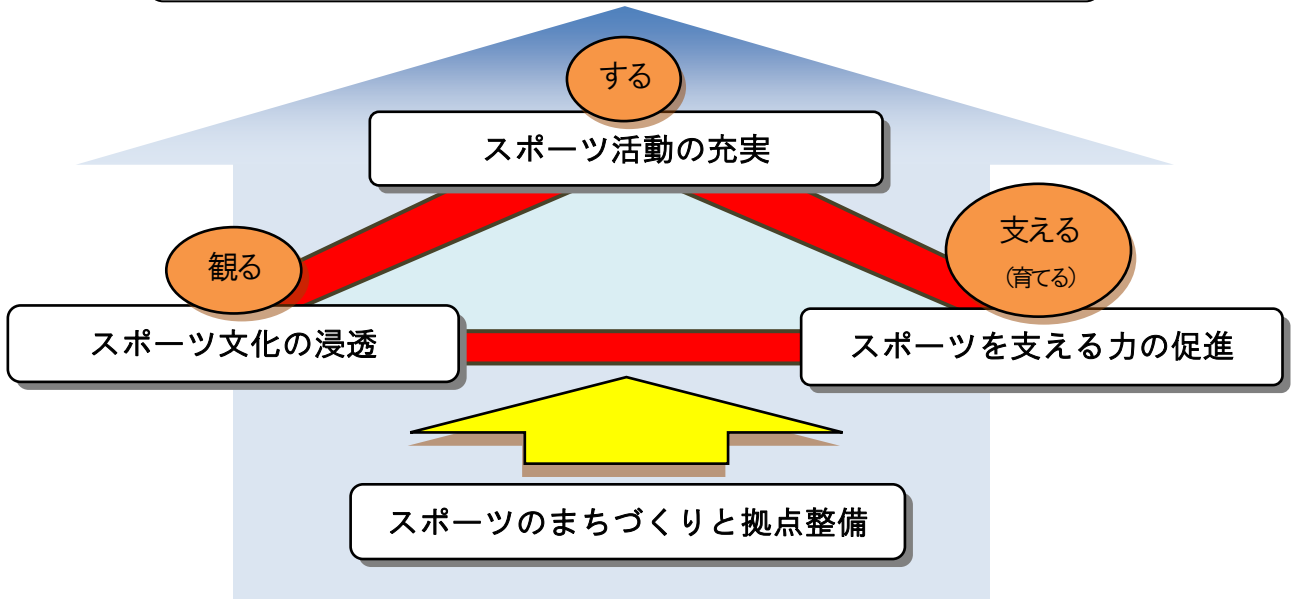 する
スポーツ活動の充実
観る
スポーツ文化の浸透
支える
(育てる)
スポーツを支える力の促進
スポーツのまちづくりと拠点整備